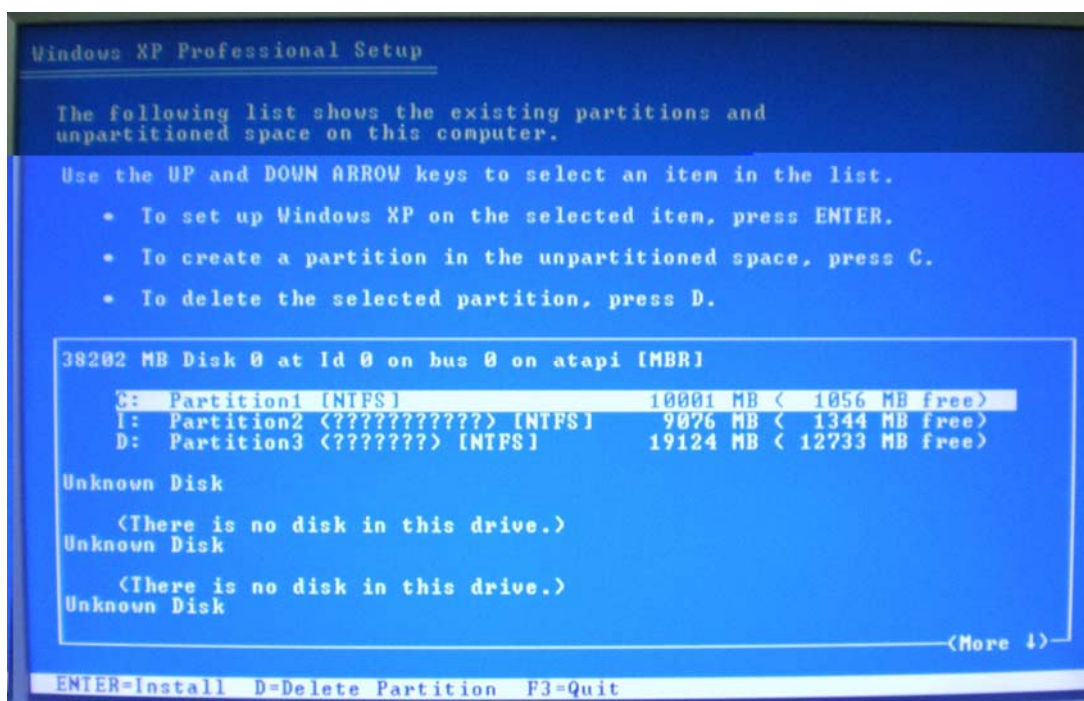 Windows XP Professional Setup
The following list shows the existing partitions and
unpartitioned space on this computer.
Use the UP and DOWN ARROW keys to select an item in the list.
• To set up Windows XP on the selected item, press ENTER.
• To create a partition in the unpartitioned space, press C.
• To delete the selected partition, press D.
38202 MB Disk 0 at Id 0 on bus 0 on atapi [MBR]
C: Partition1 [NTFS] 10001 MB ( 1056 MB free)
I: Partition2 (???????????) [NTFS] 9076 MB ( 1344 MB free)
D: Partition3 (???????) [NTFS] 19124 MB ( 12733 MB free)
Unknown Disk
(There is no disk in this drive.)
Unknown Disk
(There is no disk in this drive.)
Unknown Disk
(More ↓)
ENTER=Install D=Delete Partition F3=Quit